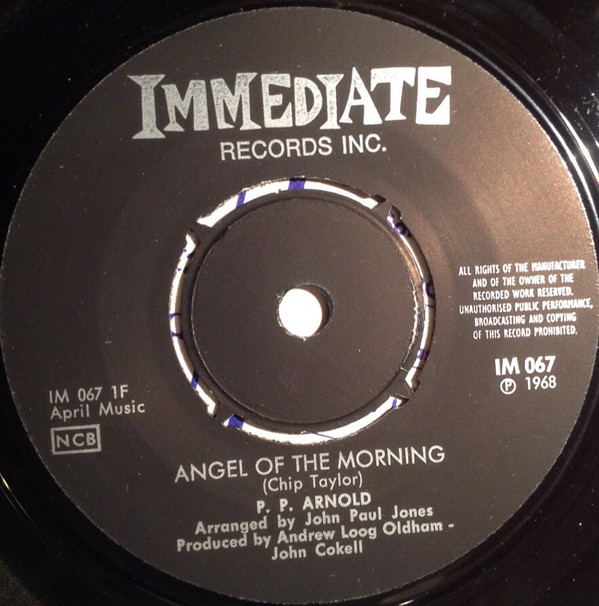 IMMEDIATE
RECORDS INC.
ALL RIGHTS OF THE MANUFACTURER
AND OF THE OWNER OF THE
RECORDED WORK RESERVED.
UNAUTHORISED PUBLIC PERFORMANCE,
BROADCASTING AND COPYING
OF THIS RECORD PROHIBITED.
IM 067
℗ 1968
IM 067 1F
April Music
NCB
ANGEL OF THE MORNING
(Chip Taylor)
P. P. ARNOLD
Arranged by John Paul Jones
Produced by Andrew Loog Oldham -
John Cokell